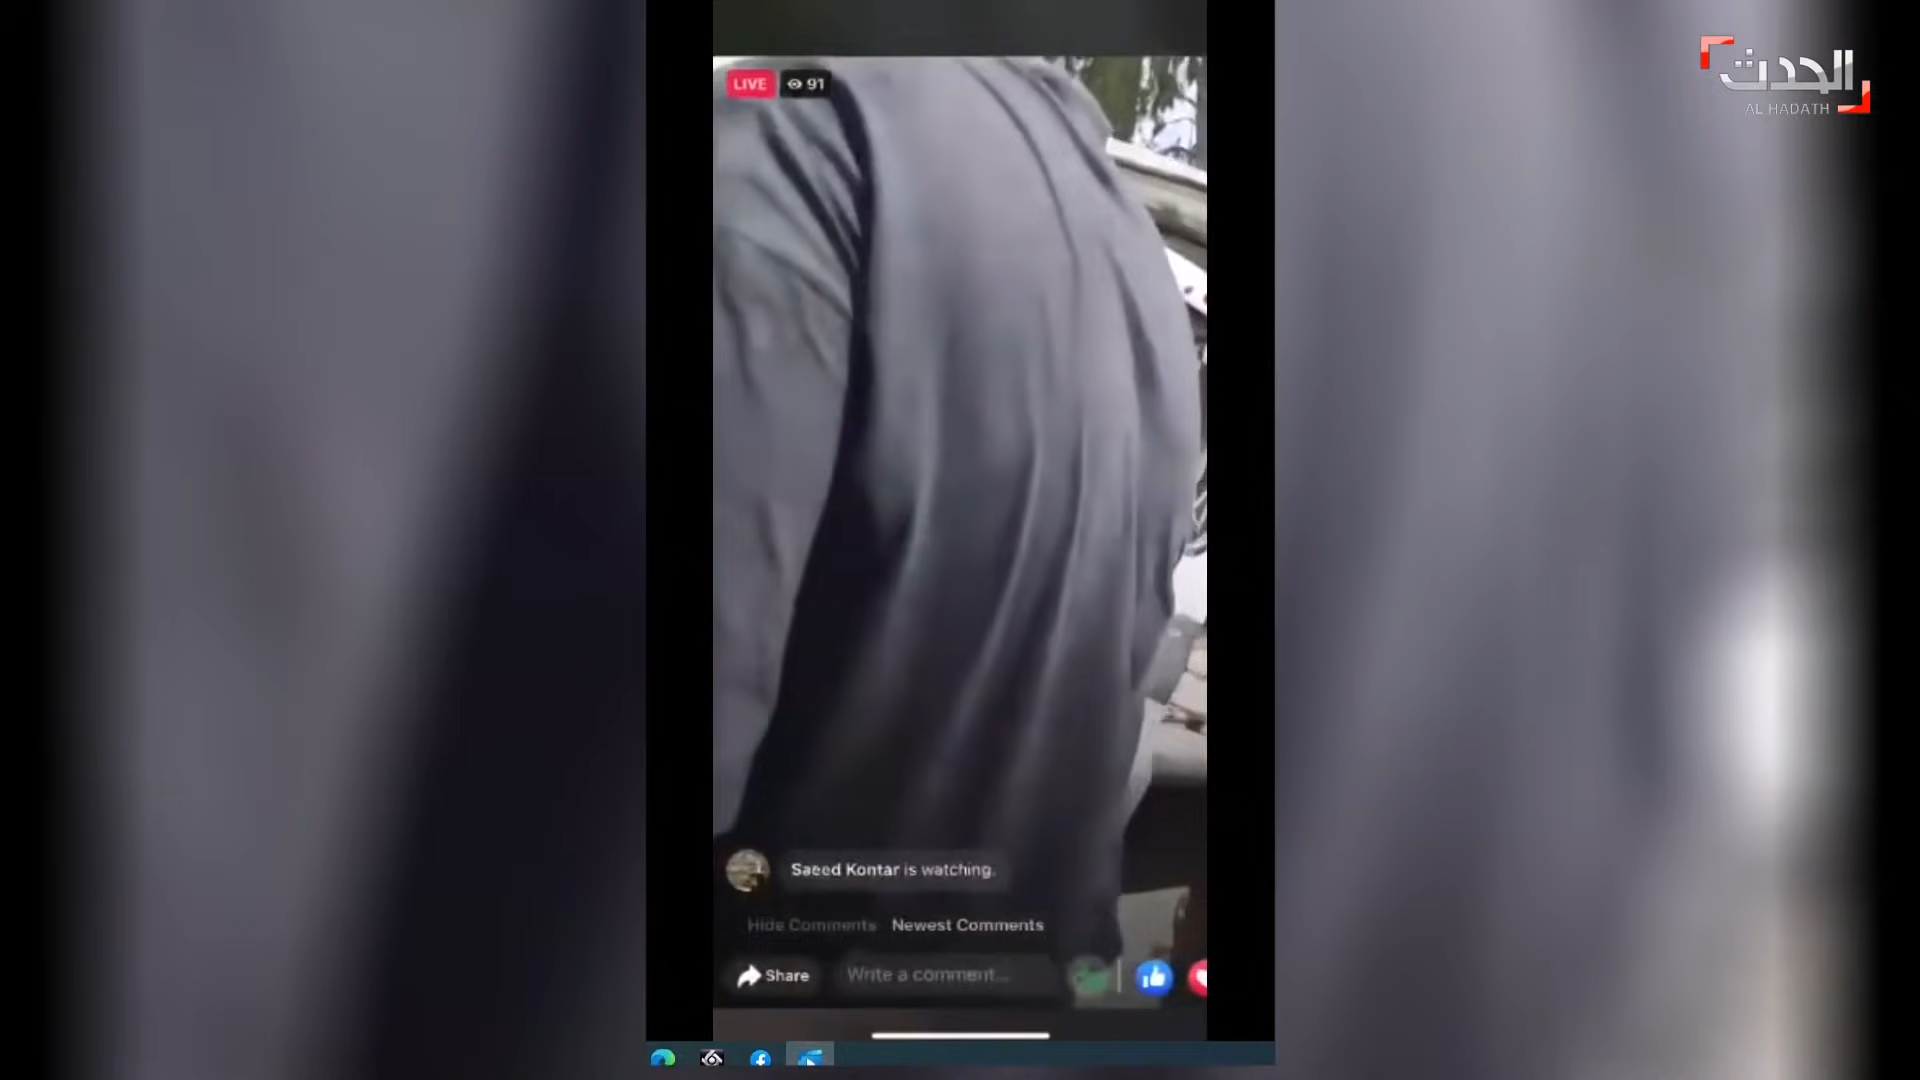 الحدث
AL HADATH
LIVE
91
Saeed Kontar is watching.
Hide Comments Newest Comments
Share
Write a comment...